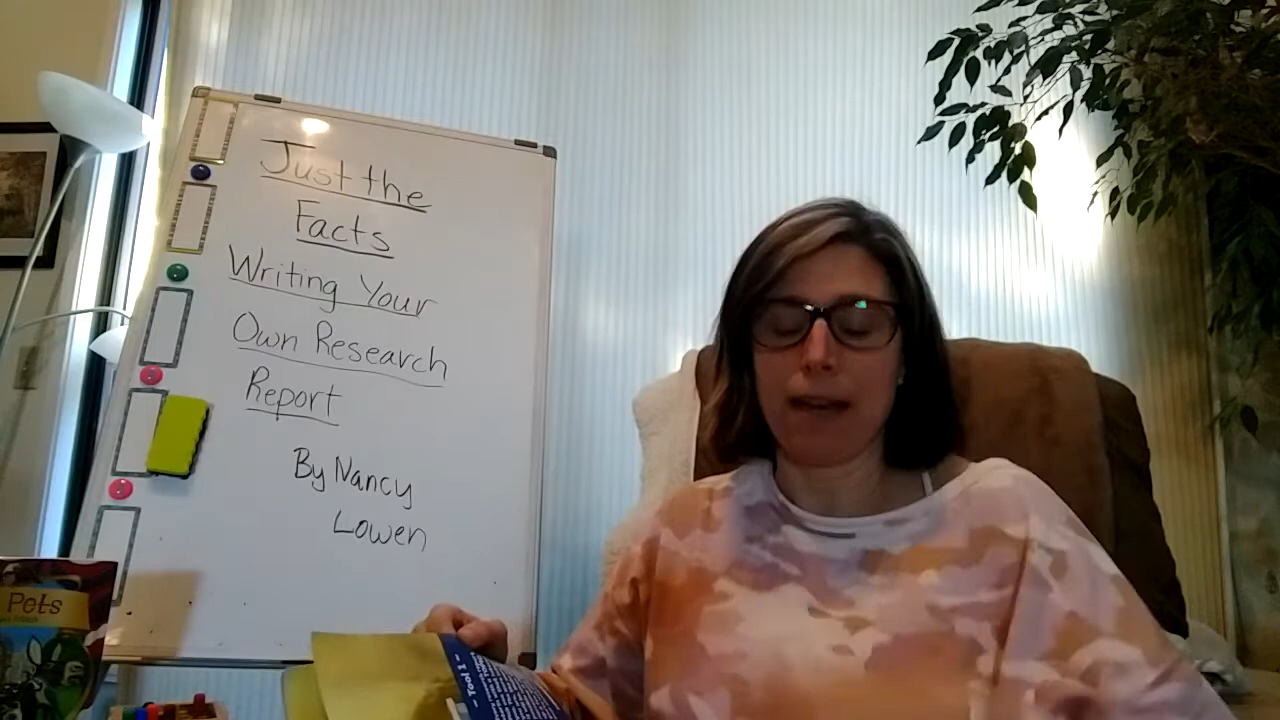 Just the
Facts
Writing Your
Own Research
Report
By Nancy
Lowen
Pets
Tool 1